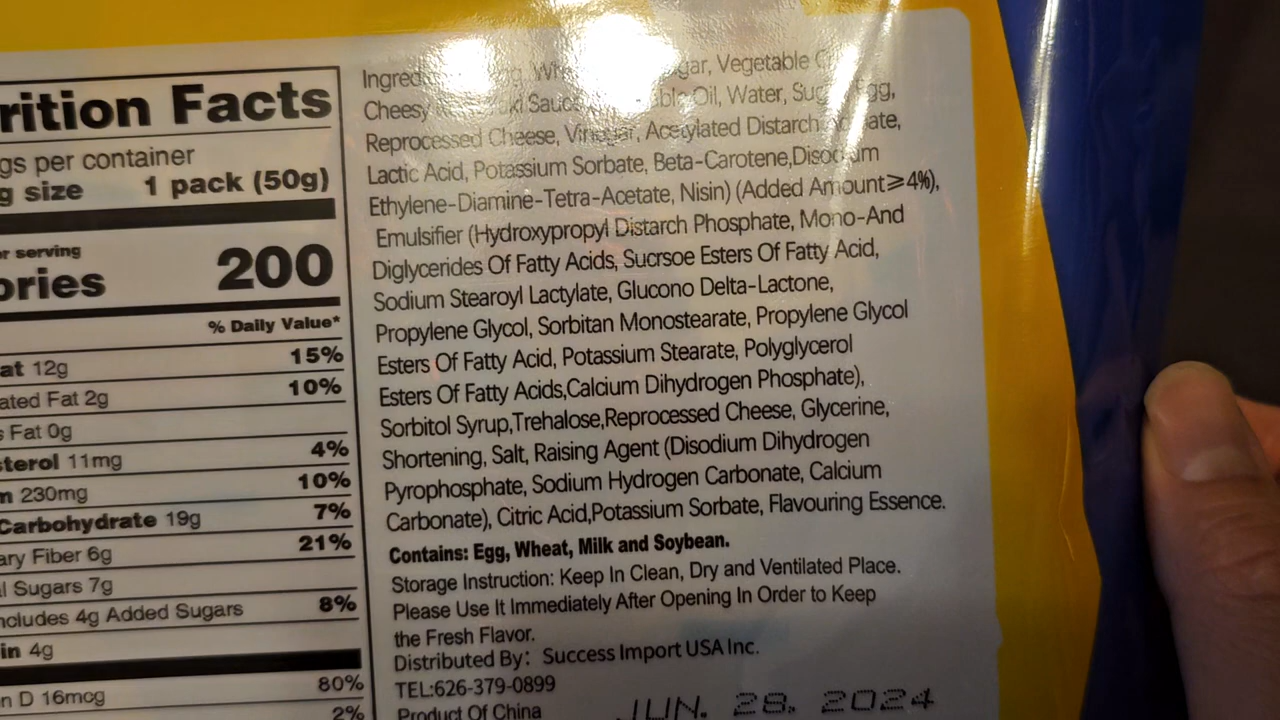 rition Facts
gs per container
g size 1 pack (50g)
r serving
ories 200
% Daily Value*
at 12g 15%
ated Fat 2g 10%
s Fat 0g
sterol 11mg 4%
m 230mg 10%
Carbohydrate 19g 7%
ary Fiber 6g 21%
l Sugars 7g
ncludes 4g Added Sugars 8%
in 4g
n D 16mcg 80%
2%
Vegetable
Cheesy Oil, Water,
Reprocessed Cheese, Vinegar, Acetylated Distarch
Lactic Acid, Potassium Sorbate, Beta-Carotene,Disodium
Ethylene-Diamine-Tetra-Acetate, Nisin) (Added Amount≥4%),
Emulsifier (Hydroxypropyl Distarch Phosphate, Mono-And
Diglycerides Of Fatty Acids, Sucrsoe Esters Of Fatty Acid,
Sodium Stearoyl Lactylate, Glucono Delta-Lactone,
Propylene Glycol, Sorbitan Monostearate, Propylene Glycol
Esters Of Fatty Acid, Potassium Stearate, Polyglycerol
Esters Of Fatty Acids,Calcium Dihydrogen Phosphate),
Sorbitol Syrup,Trehalose,Reprocessed Cheese, Glycerine,
Shortening, Salt, Raising Agent (Disodium Dihydrogen
Pyrophosphate, Sodium Hydrogen Carbonate, Calcium
Carbonate), Citric Acid,Potassium Sorbate, Flavouring Essence.
Contains: Egg, Wheat, Milk and Soybean.
Storage Instruction: Keep In Clean, Dry and Ventilated Place.
Please Use It Immediately After Opening In Order to Keep
the Fresh Flavor.
Distributed By: Success Import USA Inc.
TEL:626-379-0899
Product Of China
JUN. 28. 2024